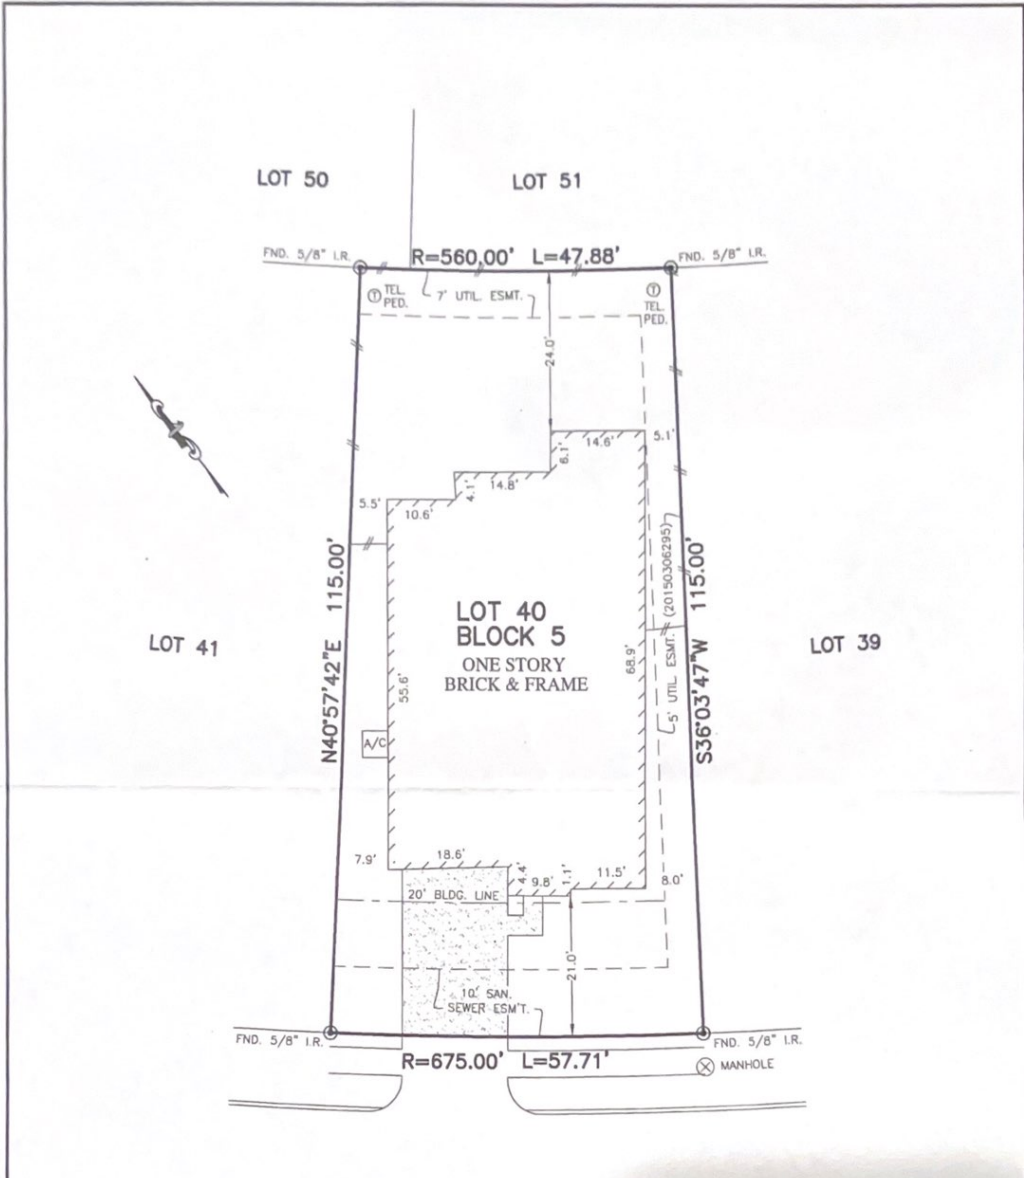 LOT 50
LOT 51
FND. 5/8" I.R.
R=560.00' L=47.88'
FND. 5/8" I.R.
T TEL. PED.
7' UTIL. ESMT.
T
TEL.
PED.
24.0'
14.6'
5.1'
6.1'
14.8'
4.1'
5.5'
10.6'
N40°57'42"E 115.00'
S36°03'47"W 115.00'
5' UTIL ESMT. (20150306295)
LOT 41
LOT 40
BLOCK 5
ONE STORY
BRICK & FRAME
LOT 39
55.6'
68.9'
A/C
7.9'
18.6'
4.4'
9.8'
1.1'
11.5'
8.0'
20' BLDG. LINE
21.0'
10' SAN.
SEWER ESM'T.
FND. 5/8" I.R.
FND. 5/8" I.R.
R=675.00' L=57.71'
MANHOLE